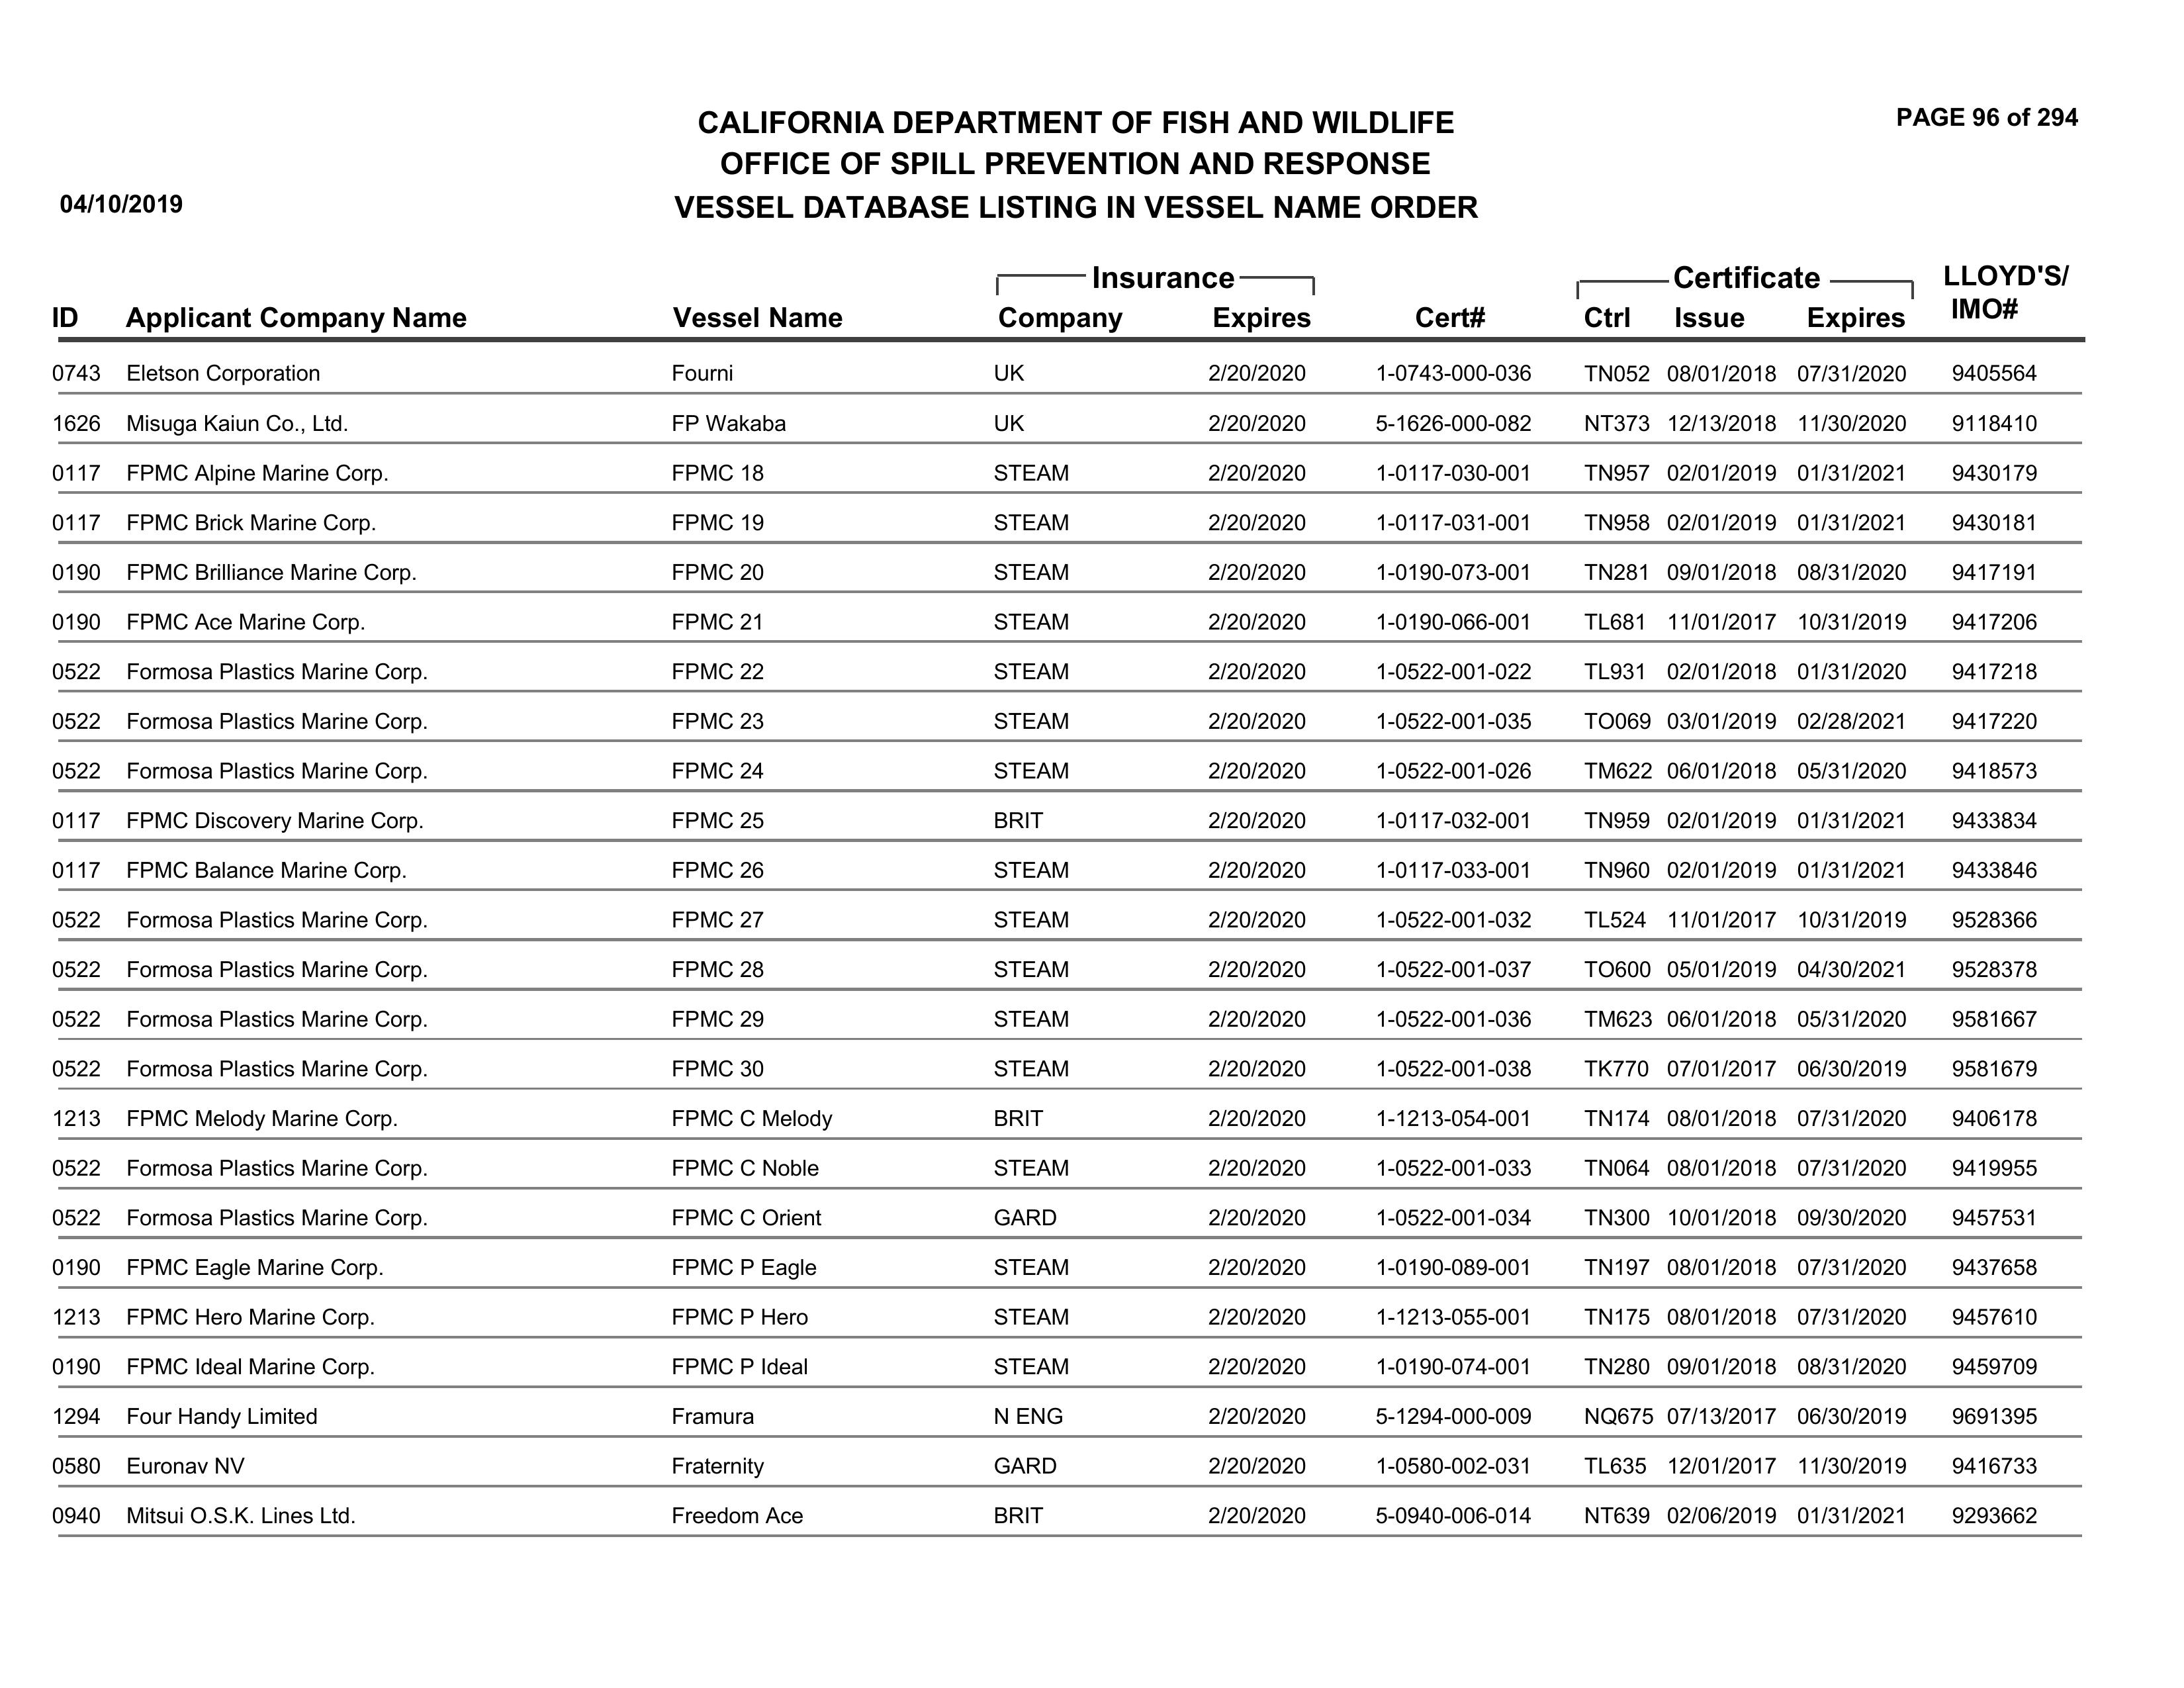 PAGE 96 of 294
CALIFORNIA DEPARTMENT OF FISH AND WILDLIFE
OFFICE OF SPILL PREVENTION AND RESPONSE
04/10/2019 VESSEL DATABASE LISTING IN VESSEL NAME ORDER
Insurance Certificate LLOYD'S/
ID Applicant Company Name Vessel Name Company Expires Cert# Ctrl Issue Expires IMO#
0743 Eletson Corporation Fourni UK 2/20/2020 1-0743-000-036 TN052 08/01/2018 07/31/2020 9405564
1626 Misuga Kaiun Co., Ltd. FP Wakaba UK 2/20/2020 5-1626-000-082 NT373 12/13/2018 11/30/2020 9118410
0117 FPMC Alpine Marine Corp. FPMC 18 STEAM 2/20/2020 1-0117-030-001 TN957 02/01/2019 01/31/2021 9430179
0117 FPMC Brick Marine Corp. FPMC 19 STEAM 2/20/2020 1-0117-031-001 TN958 02/01/2019 01/31/2021 9430181
0190 FPMC Brilliance Marine Corp. FPMC 20 STEAM 2/20/2020 1-0190-073-001 TN281 09/01/2018 08/31/2020 9417191
0190 FPMC Ace Marine Corp. FPMC 21 STEAM 2/20/2020 1-0190-066-001 TL681 11/01/2017 10/31/2019 9417206
0522 Formosa Plastics Marine Corp. FPMC 22 STEAM 2/20/2020 1-0522-001-022 TL931 02/01/2018 01/31/2020 9417218
0522 Formosa Plastics Marine Corp. FPMC 23 STEAM 2/20/2020 1-0522-001-035 TO069 03/01/2019 02/28/2021 9417220
0522 Formosa Plastics Marine Corp. FPMC 24 STEAM 2/20/2020 1-0522-001-026 TM622 06/01/2018 05/31/2020 9418573
0117 FPMC Discovery Marine Corp. FPMC 25 BRIT 2/20/2020 1-0117-032-001 TN959 02/01/2019 01/31/2021 9433834
0117 FPMC Balance Marine Corp. FPMC 26 STEAM 2/20/2020 1-0117-033-001 TN960 02/01/2019 01/31/2021 9433846
0522 Formosa Plastics Marine Corp. FPMC 27 STEAM 2/20/2020 1-0522-001-032 TL524 11/01/2017 10/31/2019 9528366
0522 Formosa Plastics Marine Corp. FPMC 28 STEAM 2/20/2020 1-0522-001-037 TO600 05/01/2019 04/30/2021 9528378
0522 Formosa Plastics Marine Corp. FPMC 29 STEAM 2/20/2020 1-0522-001-036 TM623 06/01/2018 05/31/2020 9581667
0522 Formosa Plastics Marine Corp. FPMC 30 STEAM 2/20/2020 1-0522-001-038 TK770 07/01/2017 06/30/2019 9581679
1213 FPMC Melody Marine Corp. FPMC C Melody BRIT 2/20/2020 1-1213-054-001 TN174 08/01/2018 07/31/2020 9406178
0522 Formosa Plastics Marine Corp. FPMC C Noble STEAM 2/20/2020 1-0522-001-033 TN064 08/01/2018 07/31/2020 9419955
0522 Formosa Plastics Marine Corp. FPMC C Orient GARD 2/20/2020 1-0522-001-034 TN300 10/01/2018 09/30/2020 9457531
0190 FPMC Eagle Marine Corp. FPMC P Eagle STEAM 2/20/2020 1-0190-089-001 TN197 08/01/2018 07/31/2020 9437658
1213 FPMC Hero Marine Corp. FPMC P Hero STEAM 2/20/2020 1-1213-055-001 TN175 08/01/2018 07/31/2020 9457610
0190 FPMC Ideal Marine Corp. FPMC P Ideal STEAM 2/20/2020 1-0190-074-001 TN280 09/01/2018 08/31/2020 9459709
1294 Four Handy Limited Framura N ENG 2/20/2020 5-1294-000-009 NQ675 07/13/2017 06/30/2019 9691395
0580 Euronav NV Fraternity GARD 2/20/2020 1-0580-002-031 TL635 12/01/2017 11/30/2019 9416733
0940 Mitsui O.S.K. Lines Ltd. Freedom Ace BRIT 2/20/2020 5-0940-006-014 NT639 02/06/2019 01/31/2021 9293662